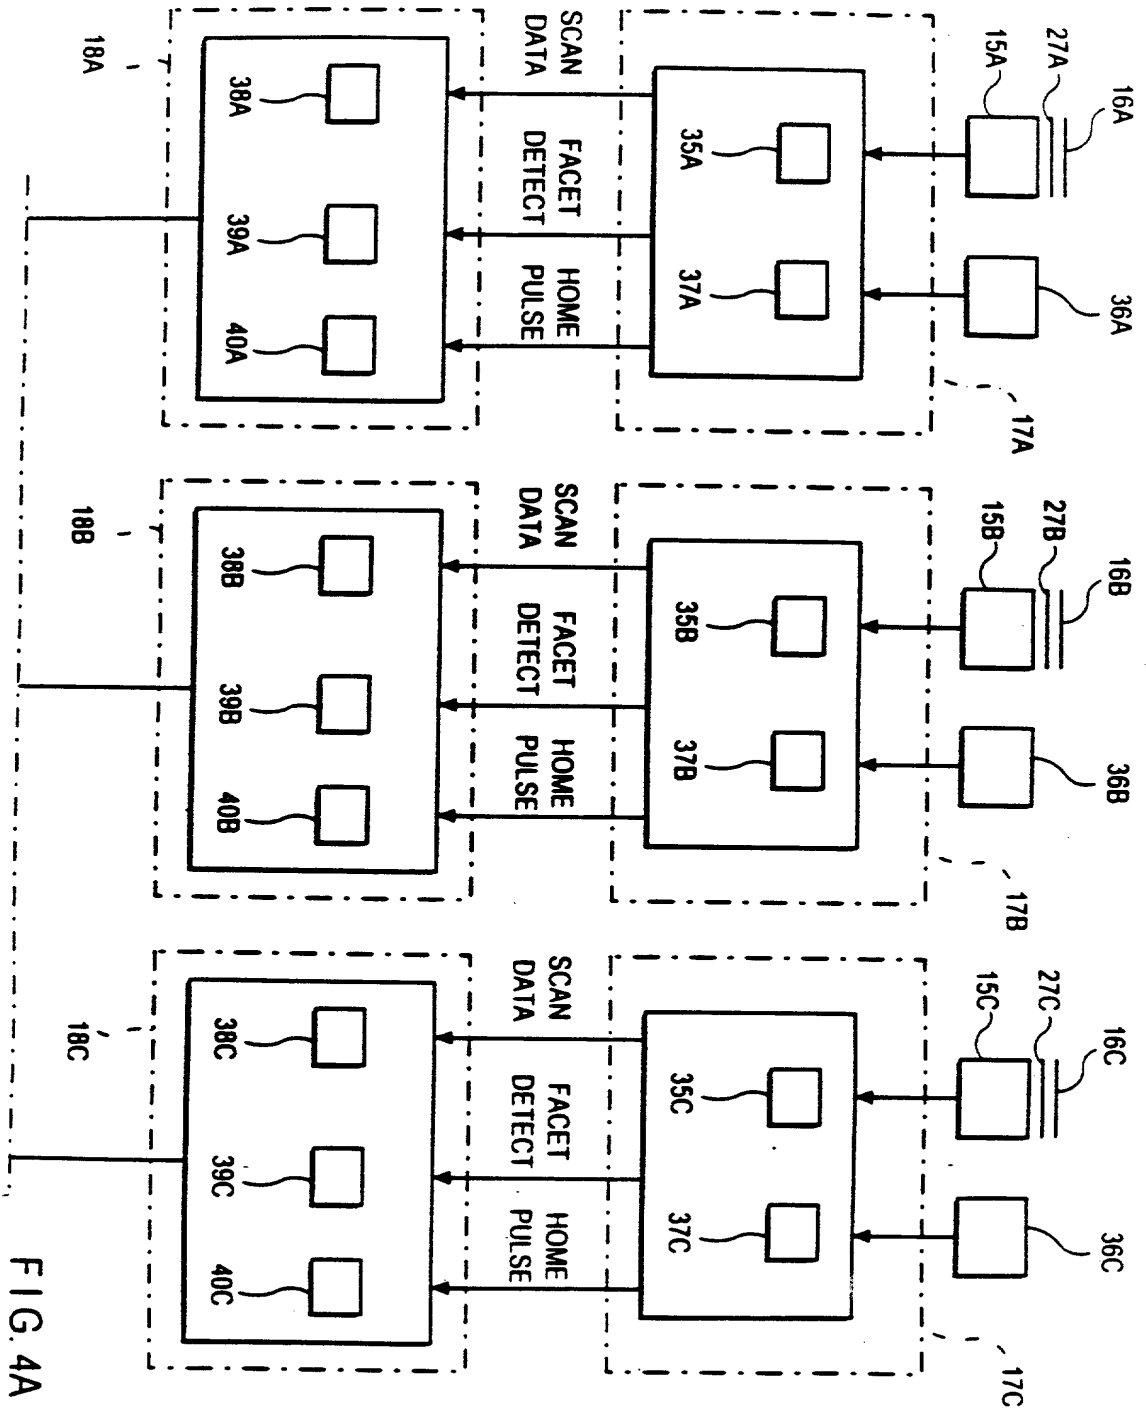 16A
27A
15A
36A
17A
35A
37A
SCAN
DATA
FACET
DETECT
HOME
PULSE
38A
39A
40A
18A
16B
27B
15B
36B
17B
35B
37B
SCAN
DATA
FACET
DETECT
HOME
PULSE
38B
39B
40B
18B
16C
27C
15C
36C
17C
35C
37C
SCAN
DATA
FACET
DETECT
HOME
PULSE
38C
39C
40C
18C
FIG. 4A